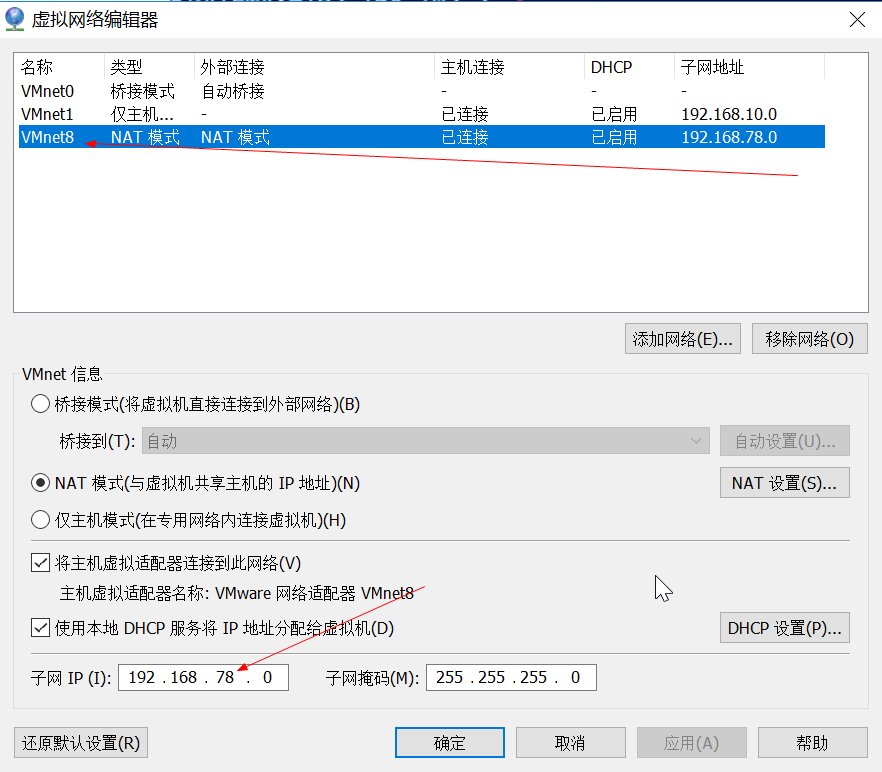 虚拟网络编辑器
名称 类型 外部连接 主机连接 DHCP 子网地址
VMnet0 桥接模式 自动桥接 - - -
VMnet1 仅主机... - 已连接 已启用 192.168.10.0
VMnet8 NAT 模式 NAT 模式 已连接 已启用 192.168.78.0
添加网络(E)... 移除网络(O)
VMnet 信息
桥接模式(将虚拟机直接连接到外部网络)(B)
桥接到(T): 自动 自动设置(U)...
NAT 模式(与虚拟机共享主机的 IP 地址)(N) NAT 设置(S)...
仅主机模式(在专用网络内连接虚拟机)(H)
将主机虚拟适配器连接到此网络(V)
主机虚拟适配器名称: VMware 网络适配器 VMnet8
使用本地 DHCP 服务将 IP 地址分配给虚拟机(D) DHCP 设置(P)...
子网 IP (I): 192 . 168 . 78 . 0 子网掩码(M): 255 . 255 . 255 . 0
还原默认设置(R) 确定 取消 应用(A) 帮助